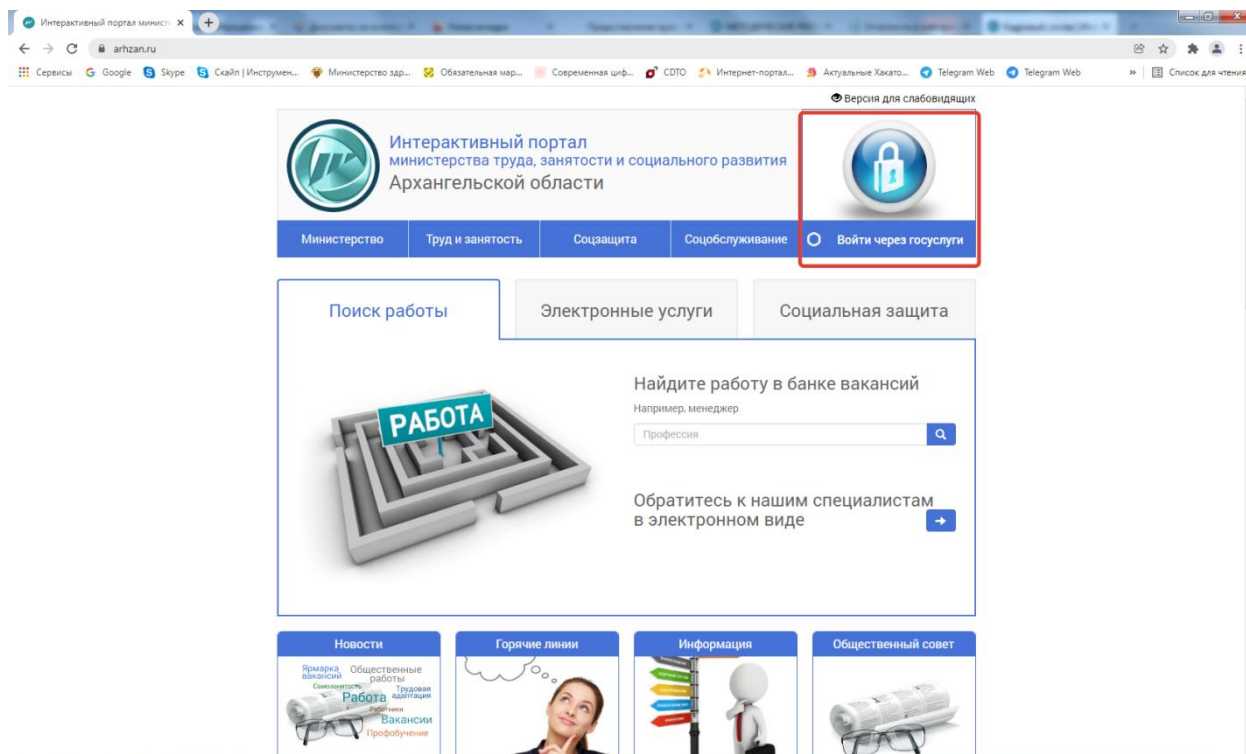 Интерактивный портал минист
arhzan.ru
Сервисы
Google
Skype
Скайп | Инструмен...
Министерство здр...
Обязательная мар...
Современная циф...
CDTO
Интернет-портал...
Актуальные Хакато...
Telegram Web
Telegram Web
»
Список для чтения
Версия для слабовидящих
Интерактивный портал
министерства труда, занятости и социального развития
Архангельской области
Министерство
Труд и занятость
Соцзащита
Соцобслуживание
Войти через госуслуги
Поиск работы
Электронные услуги
Социальная защита
РАБОТА
Найдите работу в банке вакансий
Например, менеджер
Профессия
Обратитесь к нашим специалистам
в электронном виде
Новости
Горячие линии
Информация
Общественный совет
Ярмарка
вакансий
Общественные
работы
Самозанятость
Трудовая
адаптация
Работа
Работники
Вакансии
Профобучение